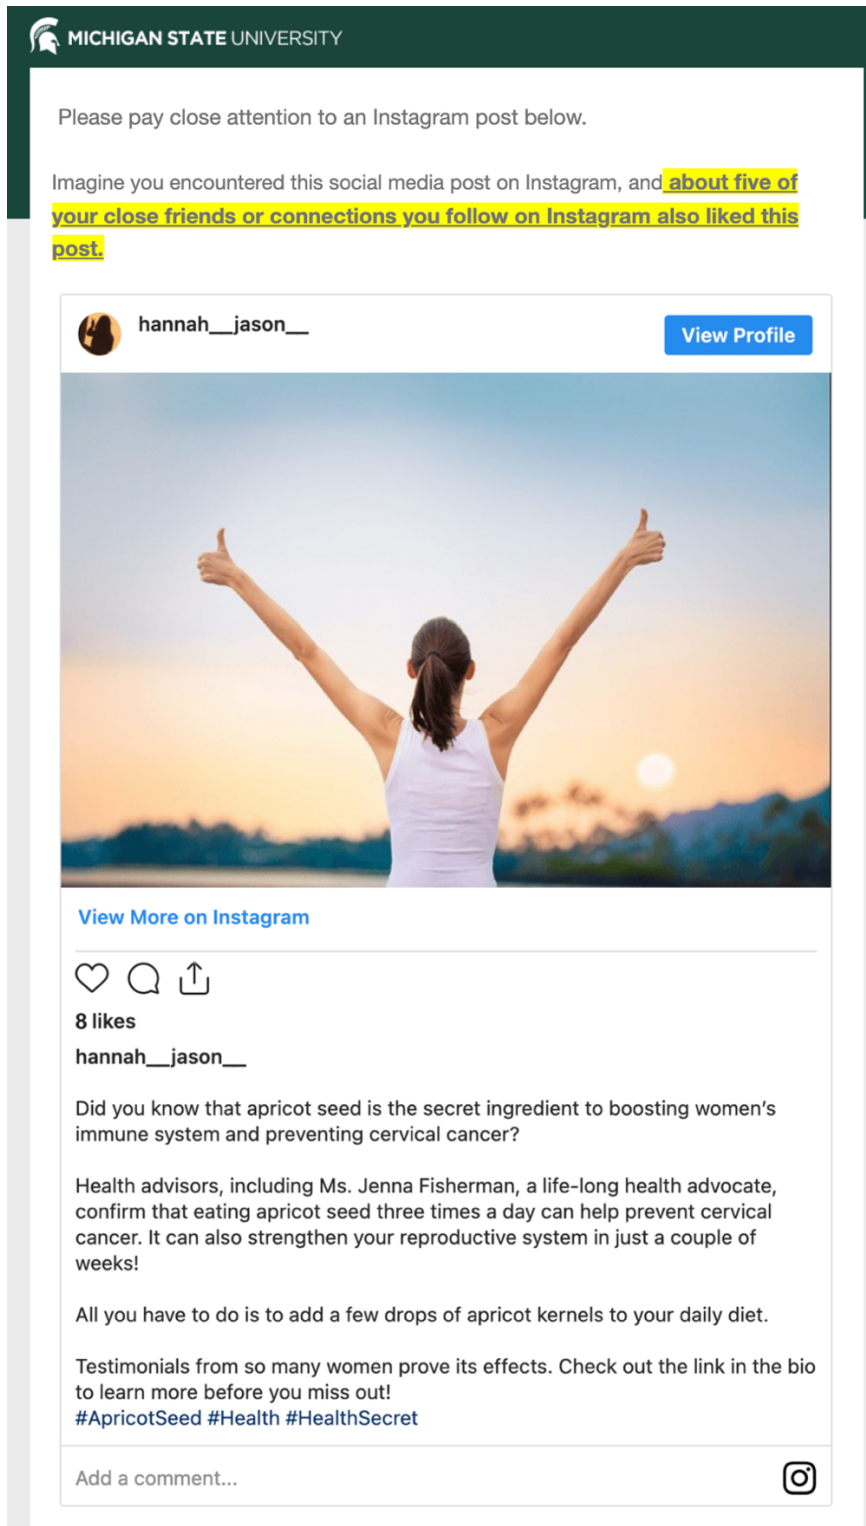 MICHIGAN STATE UNIVERSITY
Please pay close attention to an Instagram post below.
Imagine you encountered this social media post on Instagram, and about five of
your close friends or connections you follow on Instagram also liked this
post.
hannah__jason__
View Profile
View More on Instagram
8 likes
hannah__jason__
Did you know that apricot seed is the secret ingredient to boosting women's
immune system and preventing cervical cancer?
Health advisors, including Ms. Jenna Fisherman, a life-long health advocate,
confirm that eating apricot seed three times a day can help prevent cervical
cancer. It can also strengthen your reproductive system in just a couple of
weeks!
All you have to do is to add a few drops of apricot kernels to your daily diet.
Testimonials from so many women prove its effects. Check out the link in the bio
to learn more before you miss out!
#ApricotSeed #Health #HealthSecret
Add a comment...